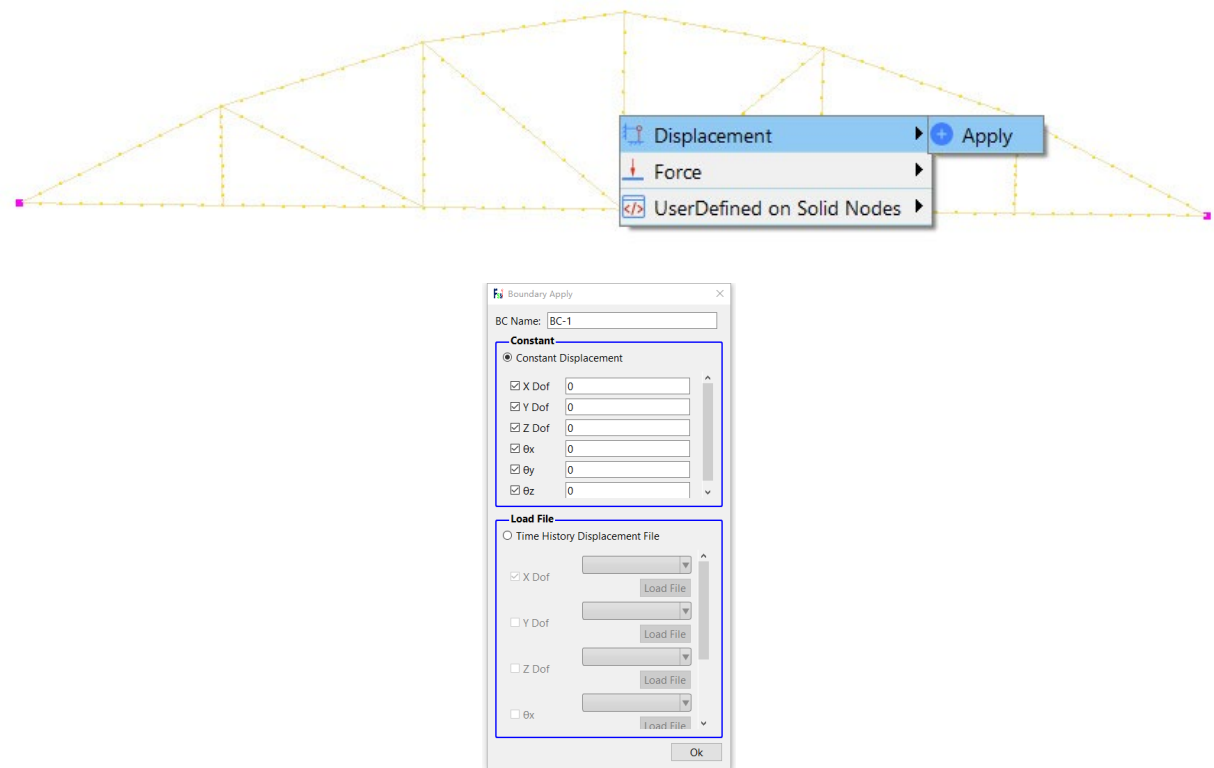 Displacement
Apply
Force
UserDefined on Solid Nodes
Boundary Apply
BC Name: BC-1
Constant
Constant Displacement
X Dof 0
Y Dof 0
Z Dof 0
θx 0
θy 0
θz 0
Load File
Time History Displacement File
X Dof
Load File
Y Dof
Load File
Z Dof
Load File
θx
Load File
Ok